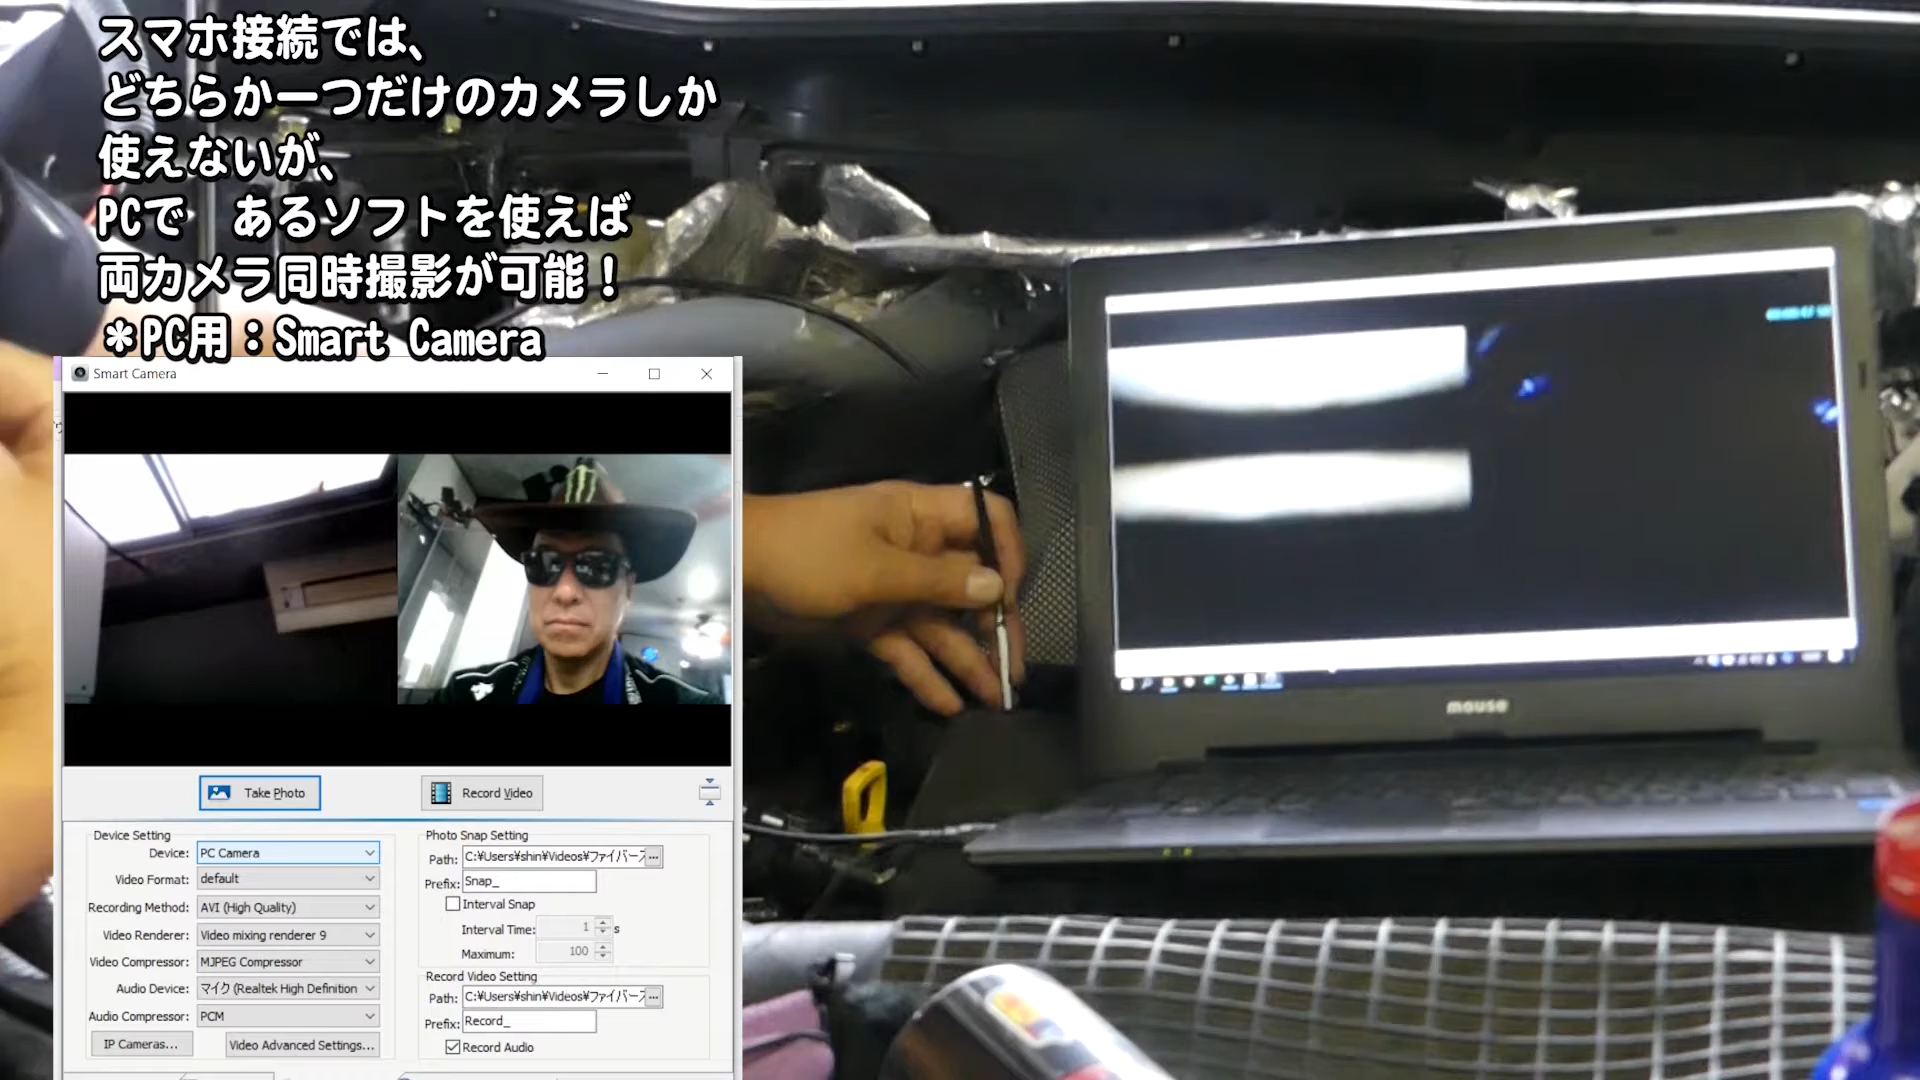 スマホ接続では、
どちらか一つだけのカメラしか
使えないが、
PCで あるソフトを使えば
両カメラ同時撮影が可能！
＊PC用：Smart Camera
Smart Camera
Take Photo
Record Video
Device Setting
Device: PC Camera
Video Format: default
Recording Method: AVI (High Quality)
Video Renderer: Video mixing renderer 9
Video Compressor: MJPEG Compressor
Audio Device: マイク (Realtek High Definition
Audio Compressor: PCM
IP Cameras...
Video Advanced Settings...
Photo Snap Setting
Path: C:¥Users¥shin¥Videos¥ファイバース ...
Prefix: Snap_
Interval Snap
Interval Time: 1 s
Maximum: 100
Record Video Setting
Path: C:¥Users¥shin¥Videos¥ファイバース ...
Prefix: Record_
Record Audio
mouse